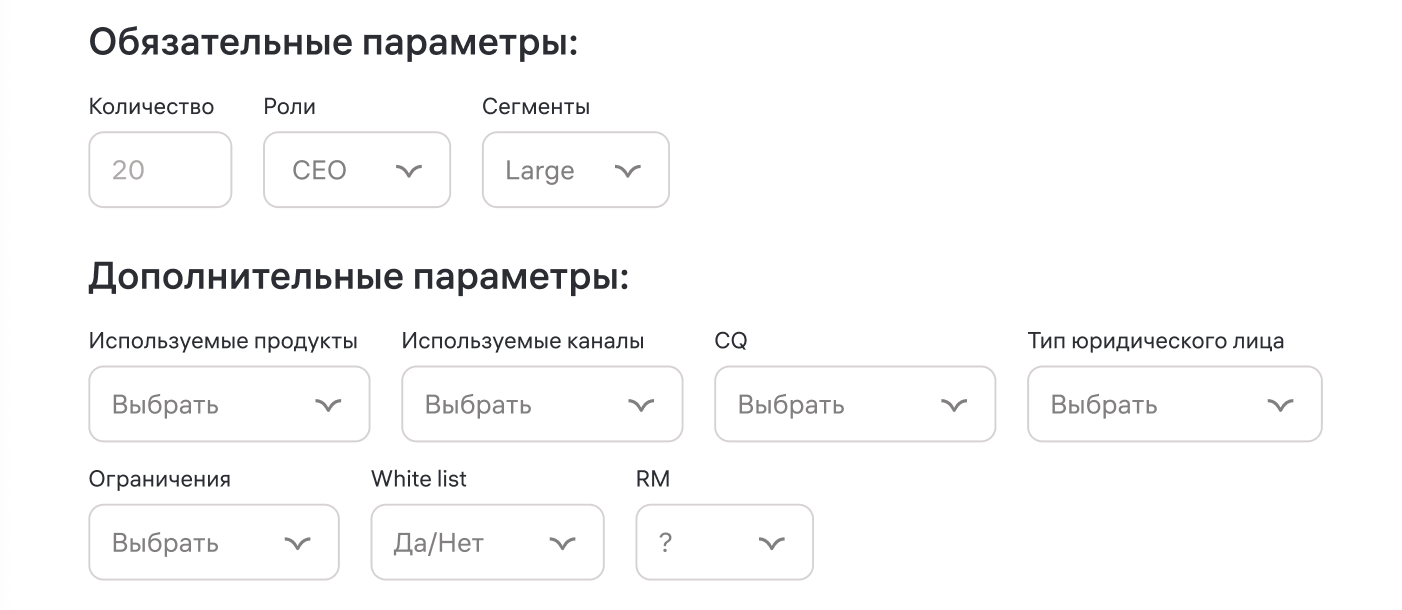 Обязательные параметры:
Количество Роли Сегменты
20 CEO Large
Дополнительные параметры:
Используемые продукты Используемые каналы CQ Тип юридического лица
Выбрать Выбрать Выбрать Выбрать
Ограничения White list RM
Выбрать Да/Нет ?